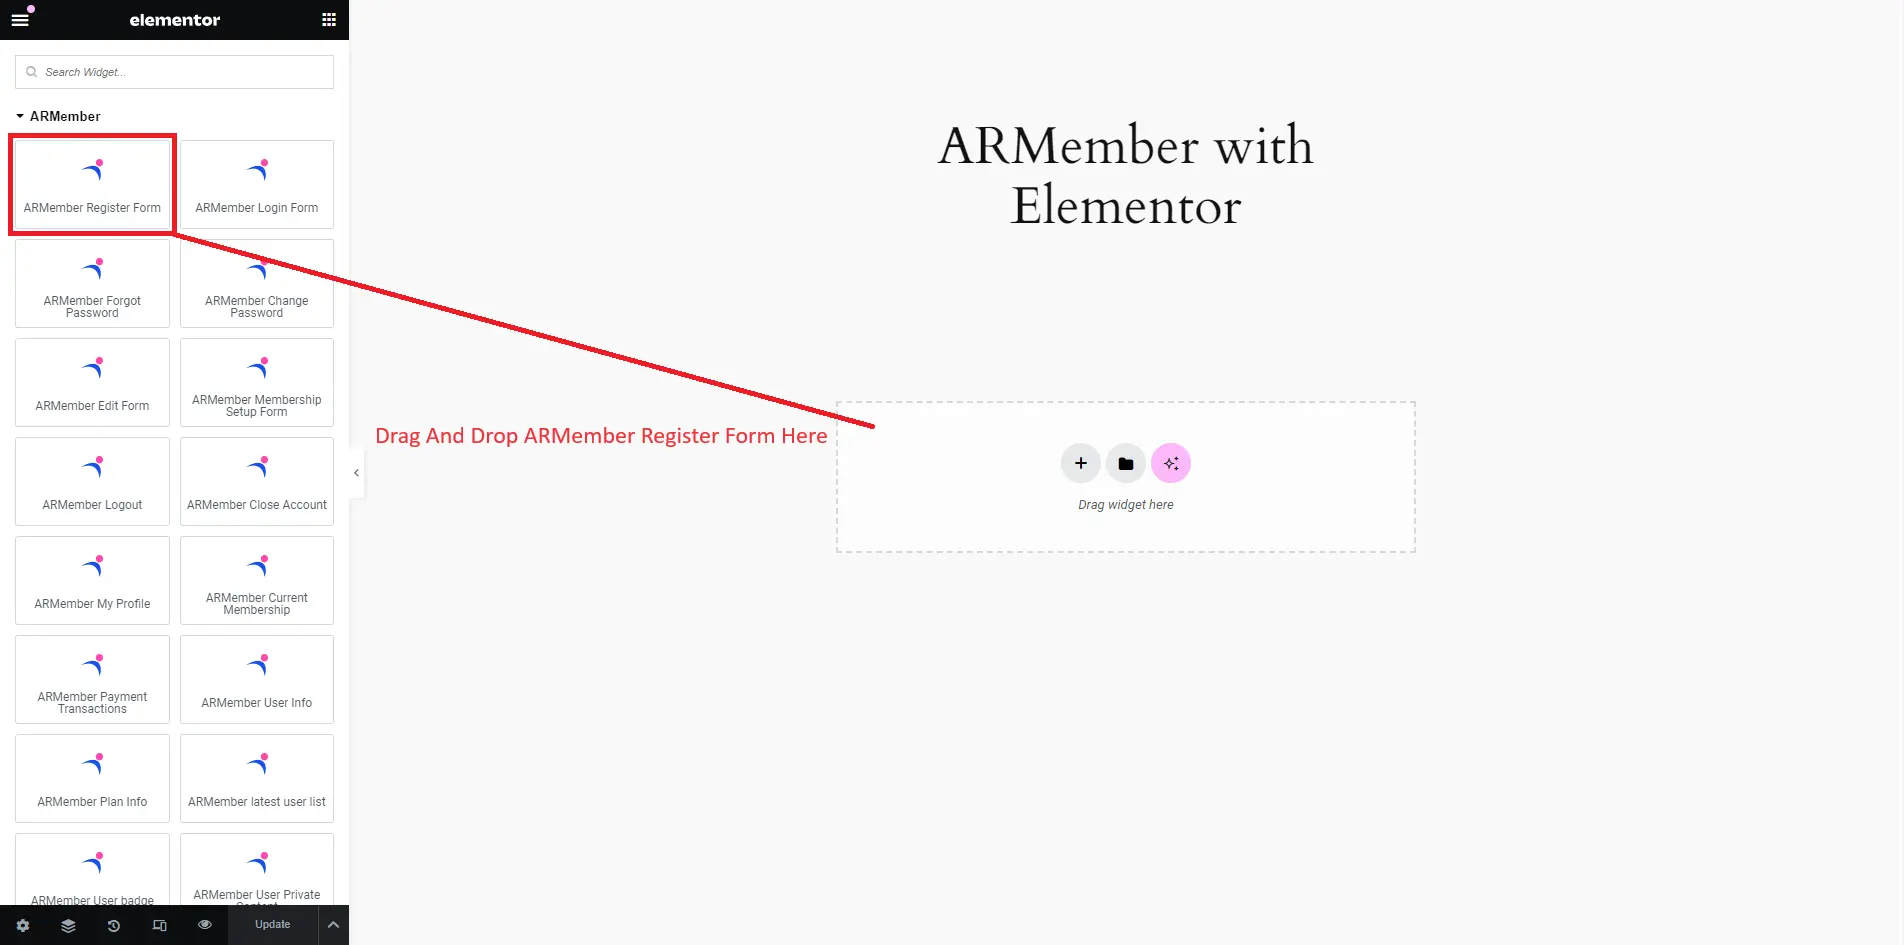 elementor
Search Widget...
ARMember
ARMember Register Form
ARMember Login Form
ARMember Forgot
Password
ARMember Change
Password
ARMember Edit Form
ARMember Membership
Setup Form
ARMember Logout
ARMember Close Account
ARMember My Profile
ARMember Current
Membership
ARMember Payment
Transactions
ARMember User Info
ARMember Plan Info
ARMember latest user list
ARMember User badge
ARMember User Private
Content
Update
ARMember with
Elementor
Drag And Drop ARMember Register Form Here
Drag widget here